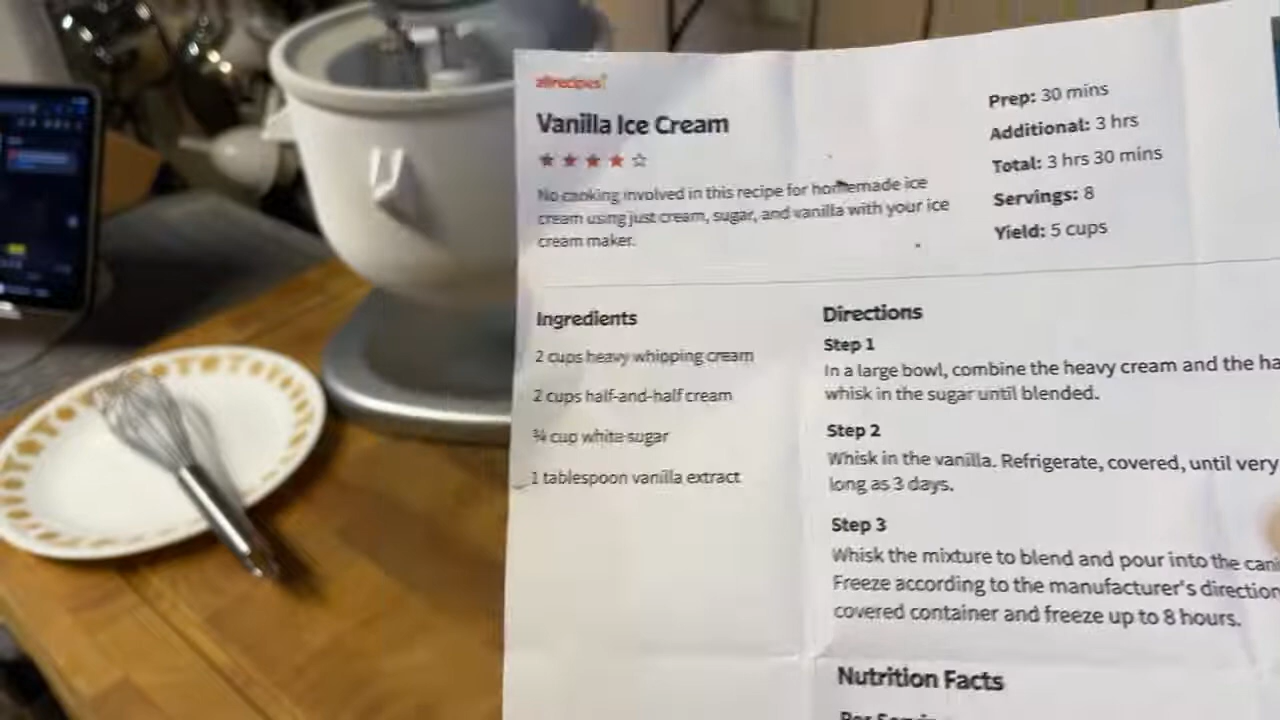 allrecipes!
Vanilla Ice Cream
No cooking involved in this recipe for homemade ice
cream using just cream, sugar, and vanilla with your ice
cream maker.
Prep: 30 mins
Additional: 3 hrs
Total: 3 hrs 30 mins
Servings: 8
Yield: 5 cups
Ingredients
2 cups heavy whipping cream
2 cups half-and-half cream
¾ cup white sugar
1 tablespoon vanilla extract
Directions
Step 1
In a large bowl, combine the heavy cream and the ha
whisk in the sugar until blended.
Step 2
Whisk in the vanilla. Refrigerate, covered, until very
long as 3 days.
Step 3
Whisk the mixture to blend and pour into the cani
Freeze according to the manufacturer's direction
covered container and freeze up to 8 hours.
Nutrition Facts
Per